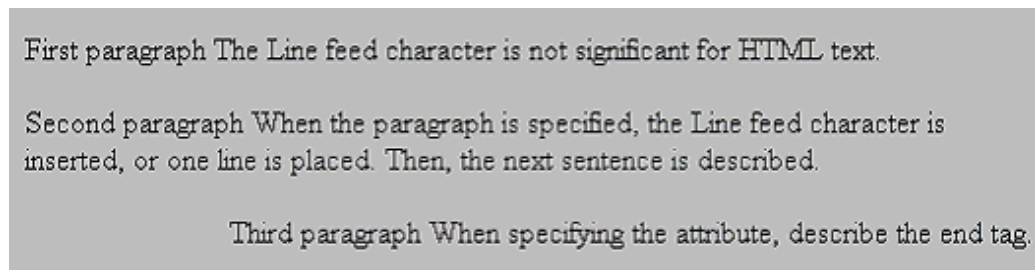 First paragraph The Line feed character is not significant for HTML text.
Second paragraph When the paragraph is specified, the Line feed character is
inserted, or one line is placed. Then, the next sentence is described.
Third paragraph When specifying the attribute, describe the end tag.